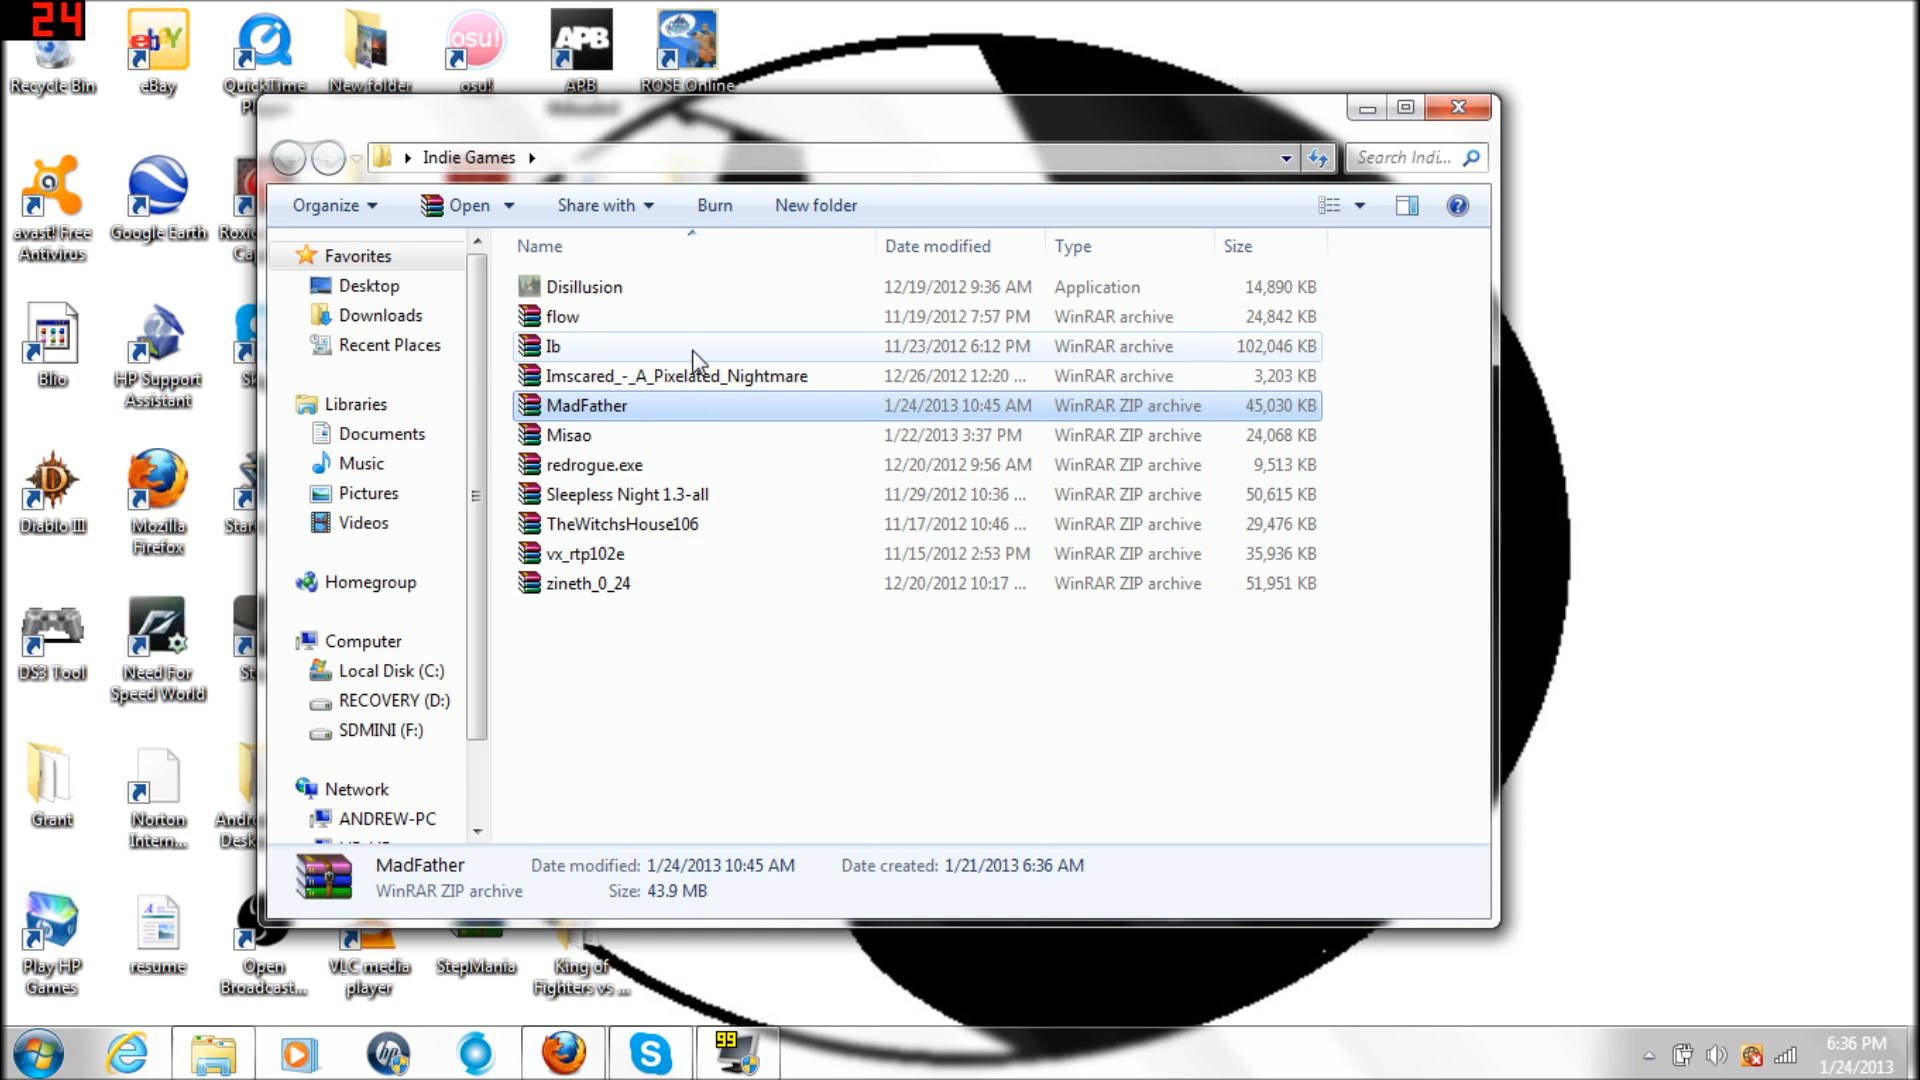 24
Recycle Bin
eBay
QuickTime
New folder
osu!
APB
ROSE Online
Indie Games
Search Indi...
Organize
Open
Share with
Burn
New folder
Name Date modified Type Size
Disillusion 12/19/2012 9:36 AM Application 14,890 KB
flow 11/19/2012 7:57 PM WinRAR archive 24,842 KB
Ib 11/23/2012 6:12 PM WinRAR archive 102,046 KB
Imscared_-_A_Pixelated_Nightmare 12/26/2012 12:20 ... WinRAR archive 3,203 KB
MadFather 1/24/2013 10:45 AM WinRAR ZIP archive 45,030 KB
Misao 1/22/2013 3:37 PM WinRAR ZIP archive 24,068 KB
redrogue.exe 12/20/2012 9:56 AM WinRAR ZIP archive 9,513 KB
Sleepless Night 1.3-all 11/29/2012 10:36 ... WinRAR ZIP archive 50,615 KB
TheWitchsHouse106 11/17/2012 10:46 ... WinRAR ZIP archive 29,476 KB
vx_rtp102e 11/15/2012 2:53 PM WinRAR ZIP archive 35,936 KB
zineth_0_24 12/20/2012 10:17 ... WinRAR ZIP archive 51,951 KB
Favorites
Desktop
Downloads
Recent Places
Libraries
Documents
Music
Pictures
Videos
Homegroup
Computer
Local Disk (C:)
RECOVERY (D:)
SDMINI (F:)
Network
ANDREW-PC
MadFather Date modified: 1/24/2013 10:45 AM Date created: 1/21/2013 6:36 AM
WinRAR ZIP archive Size: 43.9 MB
avast! Free
Antivirus
Google Earth
Blio
HP Support
Assistant
Diablo III
Mozilla
Firefox
DS3 Tool
Need For
Speed World
Grant
Norton
Intern...
Play HP
Games
resume
Open
Broadcast...
VLC media
player
StepMania
King of
Fighters vs ...
99
6:36 PM
1/24/2013